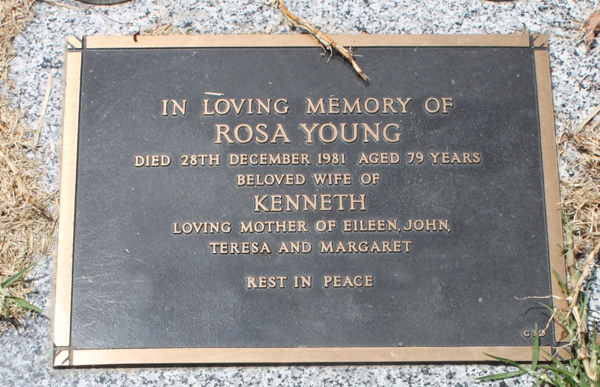 IN LOVING MEMORY OF
ROSA YOUNG
DIED 28TH DECEMBER 1981 AGED 79 YEARS
BELOVED WIFE OF
KENNETH
LOVING MOTHER OF EILEEN, JOHN,
TERESA AND MARGARET
REST IN PEACE